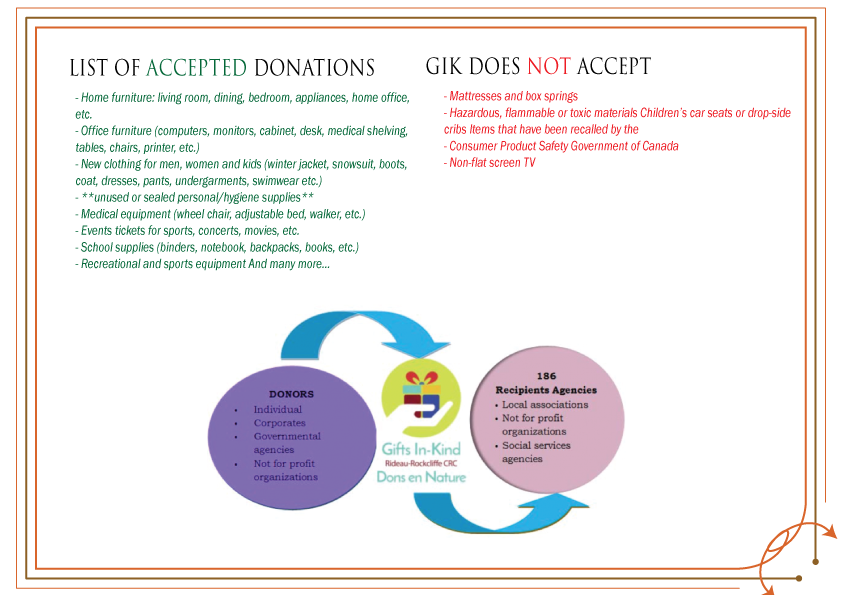 LIST OF ACCEPTED DONATIONS
- Home furniture: living room, dining, bedroom, appliances, home office,
etc.
- Office furniture (computers, monitors, cabinet, desk, medical shelving,
tables, chairs, printer, etc.)
- New clothing for men, women and kids (winter jacket, snowsuit, boots,
coat, dresses, pants, undergarments, swimwear etc.)
- **unused or sealed personal/hygiene supplies**
- Medical equipment (wheel chair, adjustable bed, walker, etc.)
- Events tickets for sports, concerts, movies, etc.
- School supplies (binders, notebook, backpacks, books, etc.)
- Recreational and sports equipment And many more...
GIK DOES NOT ACCEPT
- Mattresses and box springs
- Hazardous, flammable or toxic materials Children's car seats or drop-side
cribs Items that have been recalled by the
- Consumer Product Safety Government of Canada
- Non-flat screen TV
DONORS
• Individual
• Corporates
• Governmental
agencies
• Not for profit
organizations
Gifts In-Kind
Rideau-Rockcliffe CRC
Dons en Nature
186
Recipients Agencies
• Local associations
• Not for profit
organizations
• Social services
agencies